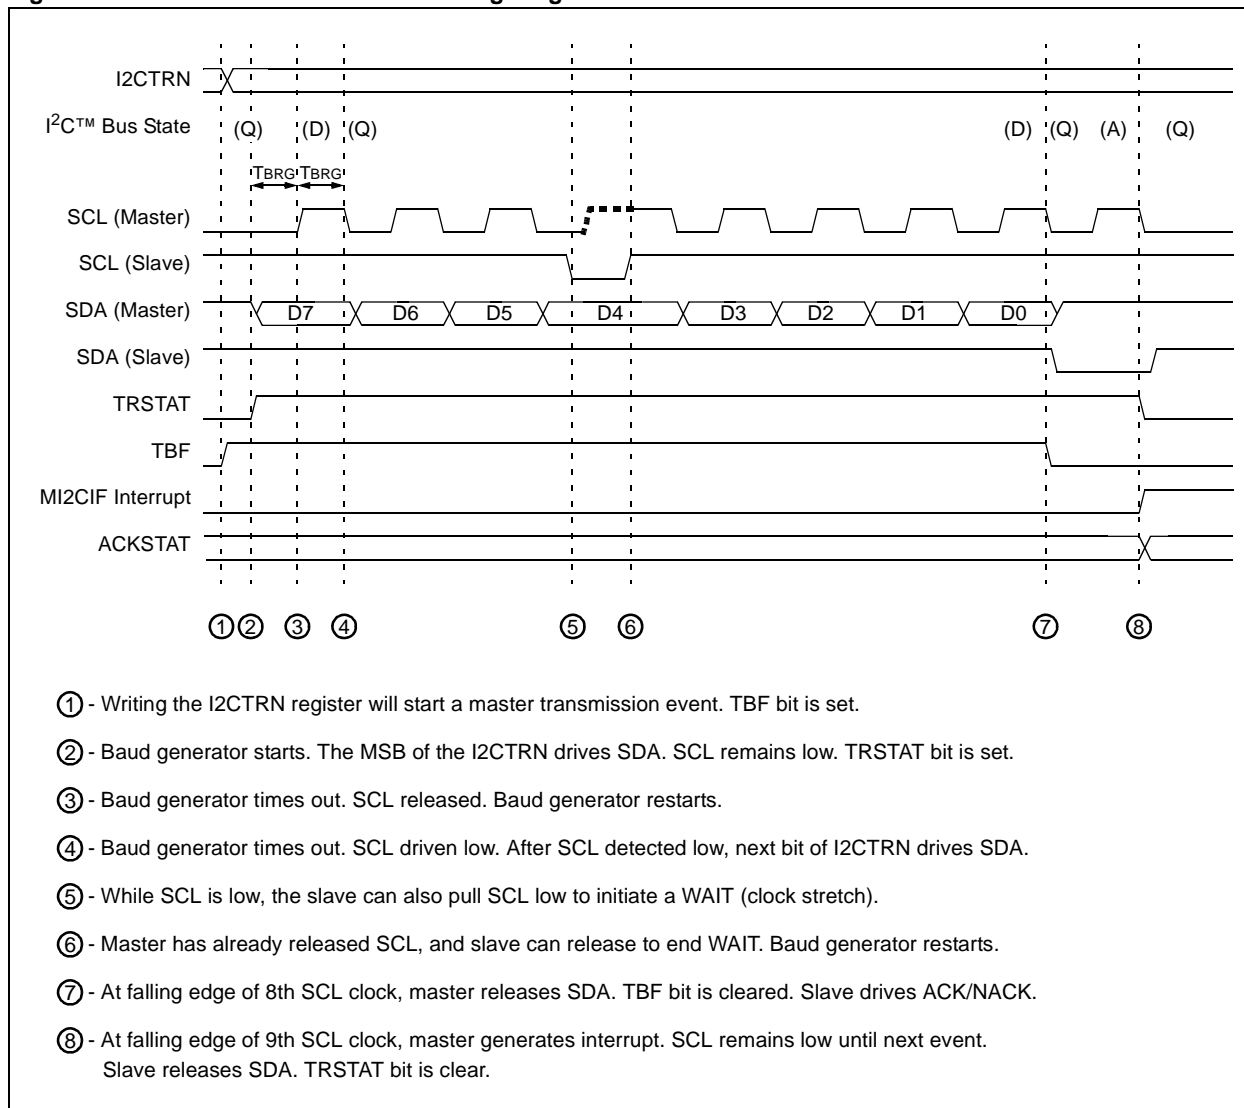 I2CTRN
I²C™ Bus State (Q) (D) (Q) (D) (Q) (A) (Q)
TBRG TBRG
SCL (Master)
SCL (Slave)
SDA (Master) D7 D6 D5 D4 D3 D2 D1 D0
SDA (Slave)
TRSTAT
TBF
MI2CIF Interrupt
ACKSTAT
1 2 3 4 5 6 7 8
1 - Writing the I2CTRN register will start a master transmission event. TBF bit is set.
2 - Baud generator starts. The MSB of the I2CTRN drives SDA. SCL remains low. TRSTAT bit is set.
3 - Baud generator times out. SCL released. Baud generator restarts.
4 - Baud generator times out. SCL driven low. After SCL detected low, next bit of I2CTRN drives SDA.
5 - While SCL is low, the slave can also pull SCL low to initiate a WAIT (clock stretch).
6 - Master has already released SCL, and slave can release to end WAIT. Baud generator restarts.
7 - At falling edge of 8th SCL clock, master releases SDA. TBF bit is cleared. Slave drives ACK/NACK.
8 - At falling edge of 9th SCL clock, master generates interrupt. SCL remains low until next event.
Slave releases SDA. TRSTAT bit is clear.